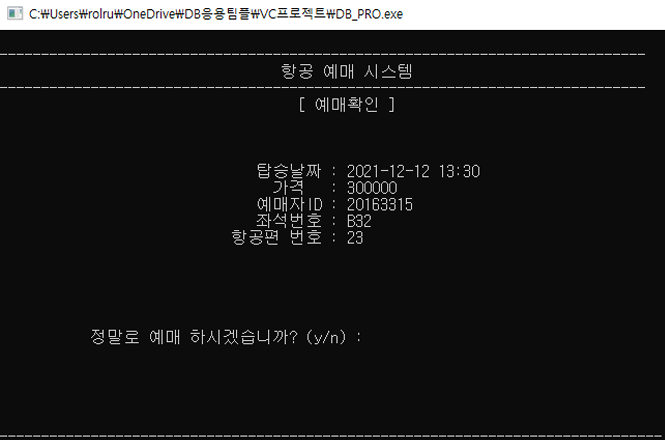 C:₩Users₩rolru₩OneDrive₩DB응용팀플₩VC프로젝트₩DB_PRO.exe
항공 예매 시스템
[ 예매확인 ]
탑승날짜 : 2021-12-12 13:30
가격 : 300000
예매자ID : 20163315
좌석번호 : B32
항공편 번호 : 23
정말로 예매 하시겠습니까? (y/n) :